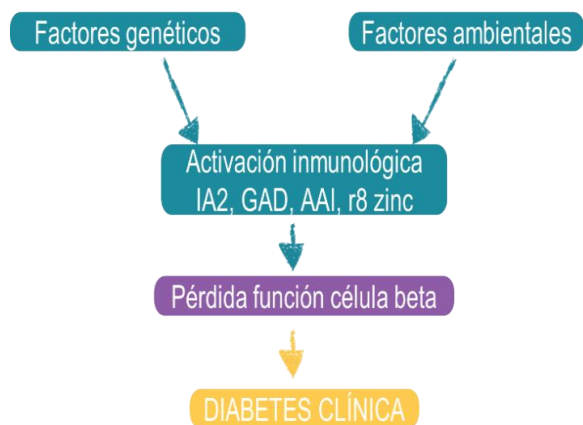 Factores genéticos
Factores ambientales
Activación inmunológica
IA2, GAD, AAI, r8 zinc
Pérdida función célula beta
DIABETES CLÍNICA